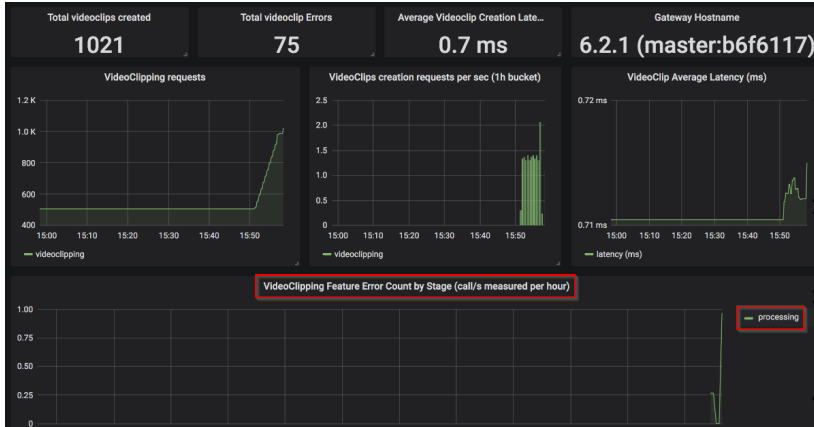 Total videoclips created
Total videoclip Errors
Average Videoclip Creation Late...
Gateway Hostname
1021
75
0.7 ms
6.2.1 (master:b6f6117)
VideoClipping requests
VideoClips creation requests per sec (1h bucket)
VideoClip Average Latency (ms)
1.2 K
1.0 K
800
600
400
15:00 15:10 15:20 15:30 15:40 15:50
videoclipping
2.5
2.0
1.5
1.0
0.5
0
15:00 15:10 15:20 15:30 15:40 15:50
videoclipping
0.72 ms
0.71 ms
15:00 15:10 15:20 15:30 15:40 15:50
latency (ms)
VideoClipping Feature Error Count by Stage (call/s measured per hour)
1.00
0.75
0.50
0.25
0
processing